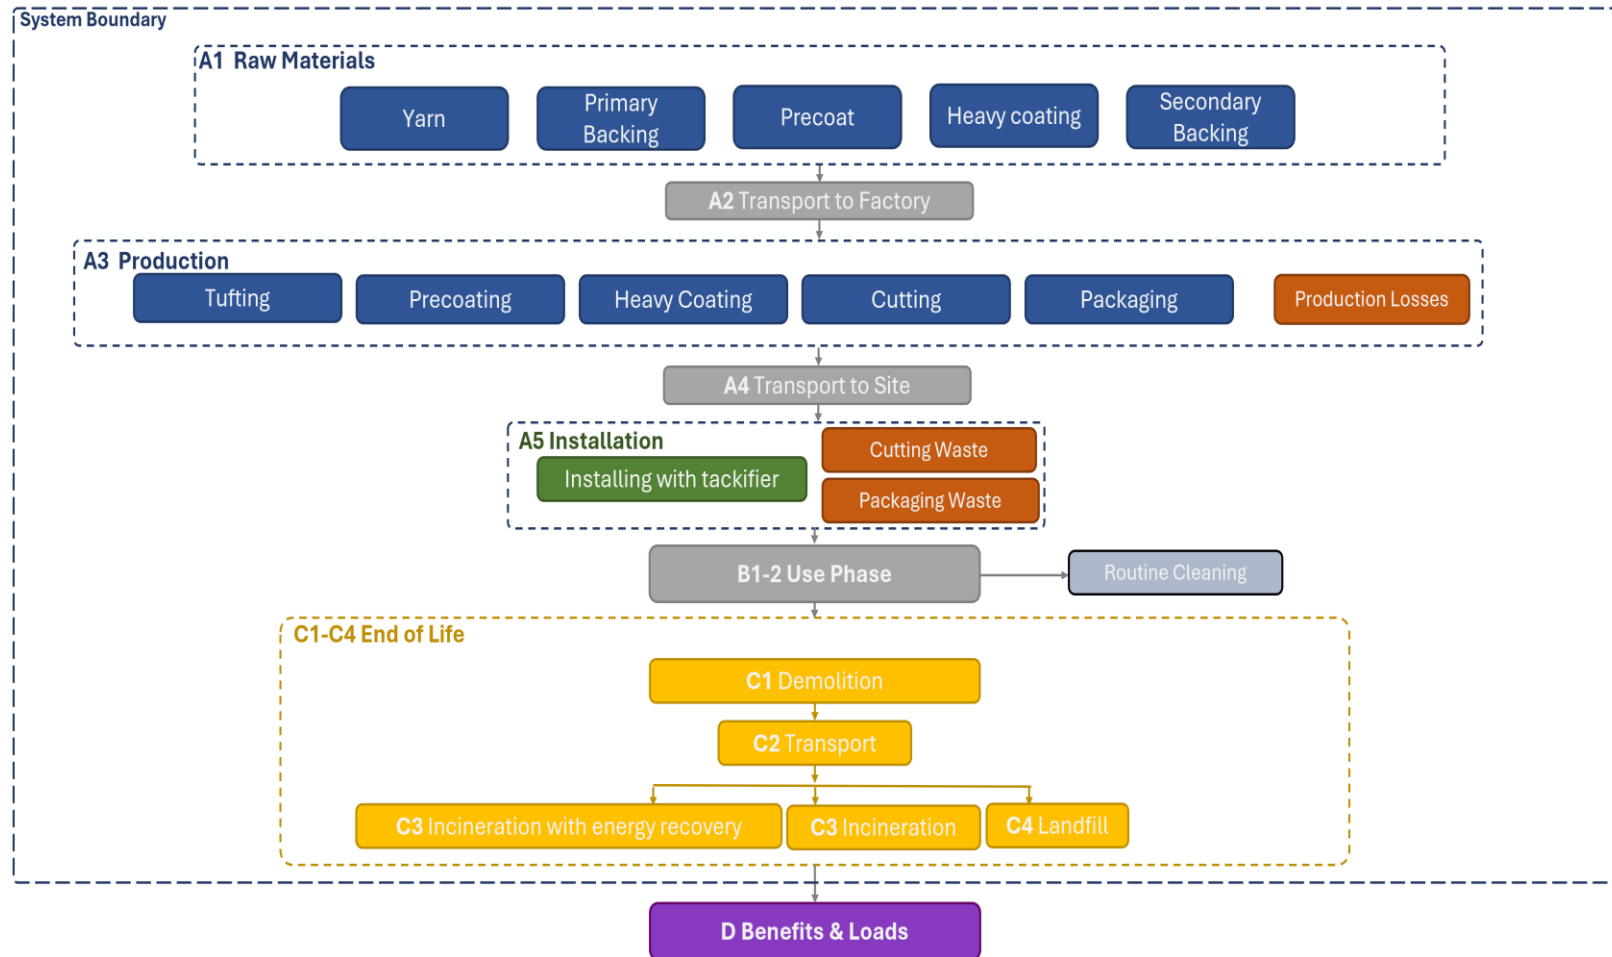 System Boundary
A1 Raw Materials
Yarn
Primary
Backing
Precoat
Heavy coating
Secondary
Backing
A2 Transport to Factory
A3 Production
Tufting
Precoating
Heavy Coating
Cutting
Packaging
Production Losses
A4 Transport to Site
A5 Installation
Installing with tackifier
Cutting Waste
Packaging Waste
B1-2 Use Phase
Routine Cleaning
C1-C4 End of Life
C1 Demolition
C2 Transport
C3 Incineration with energy recovery
C3 Incineration
C4 Landfill
D Benefits & Loads